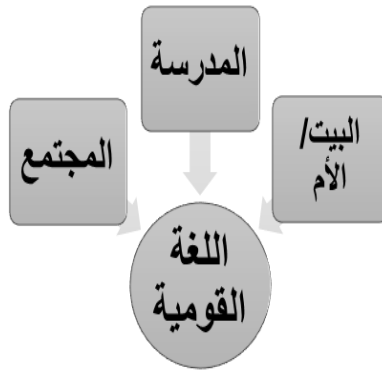 المدرسة
البيت/
الأم
المجتمع
اللغة
القومية